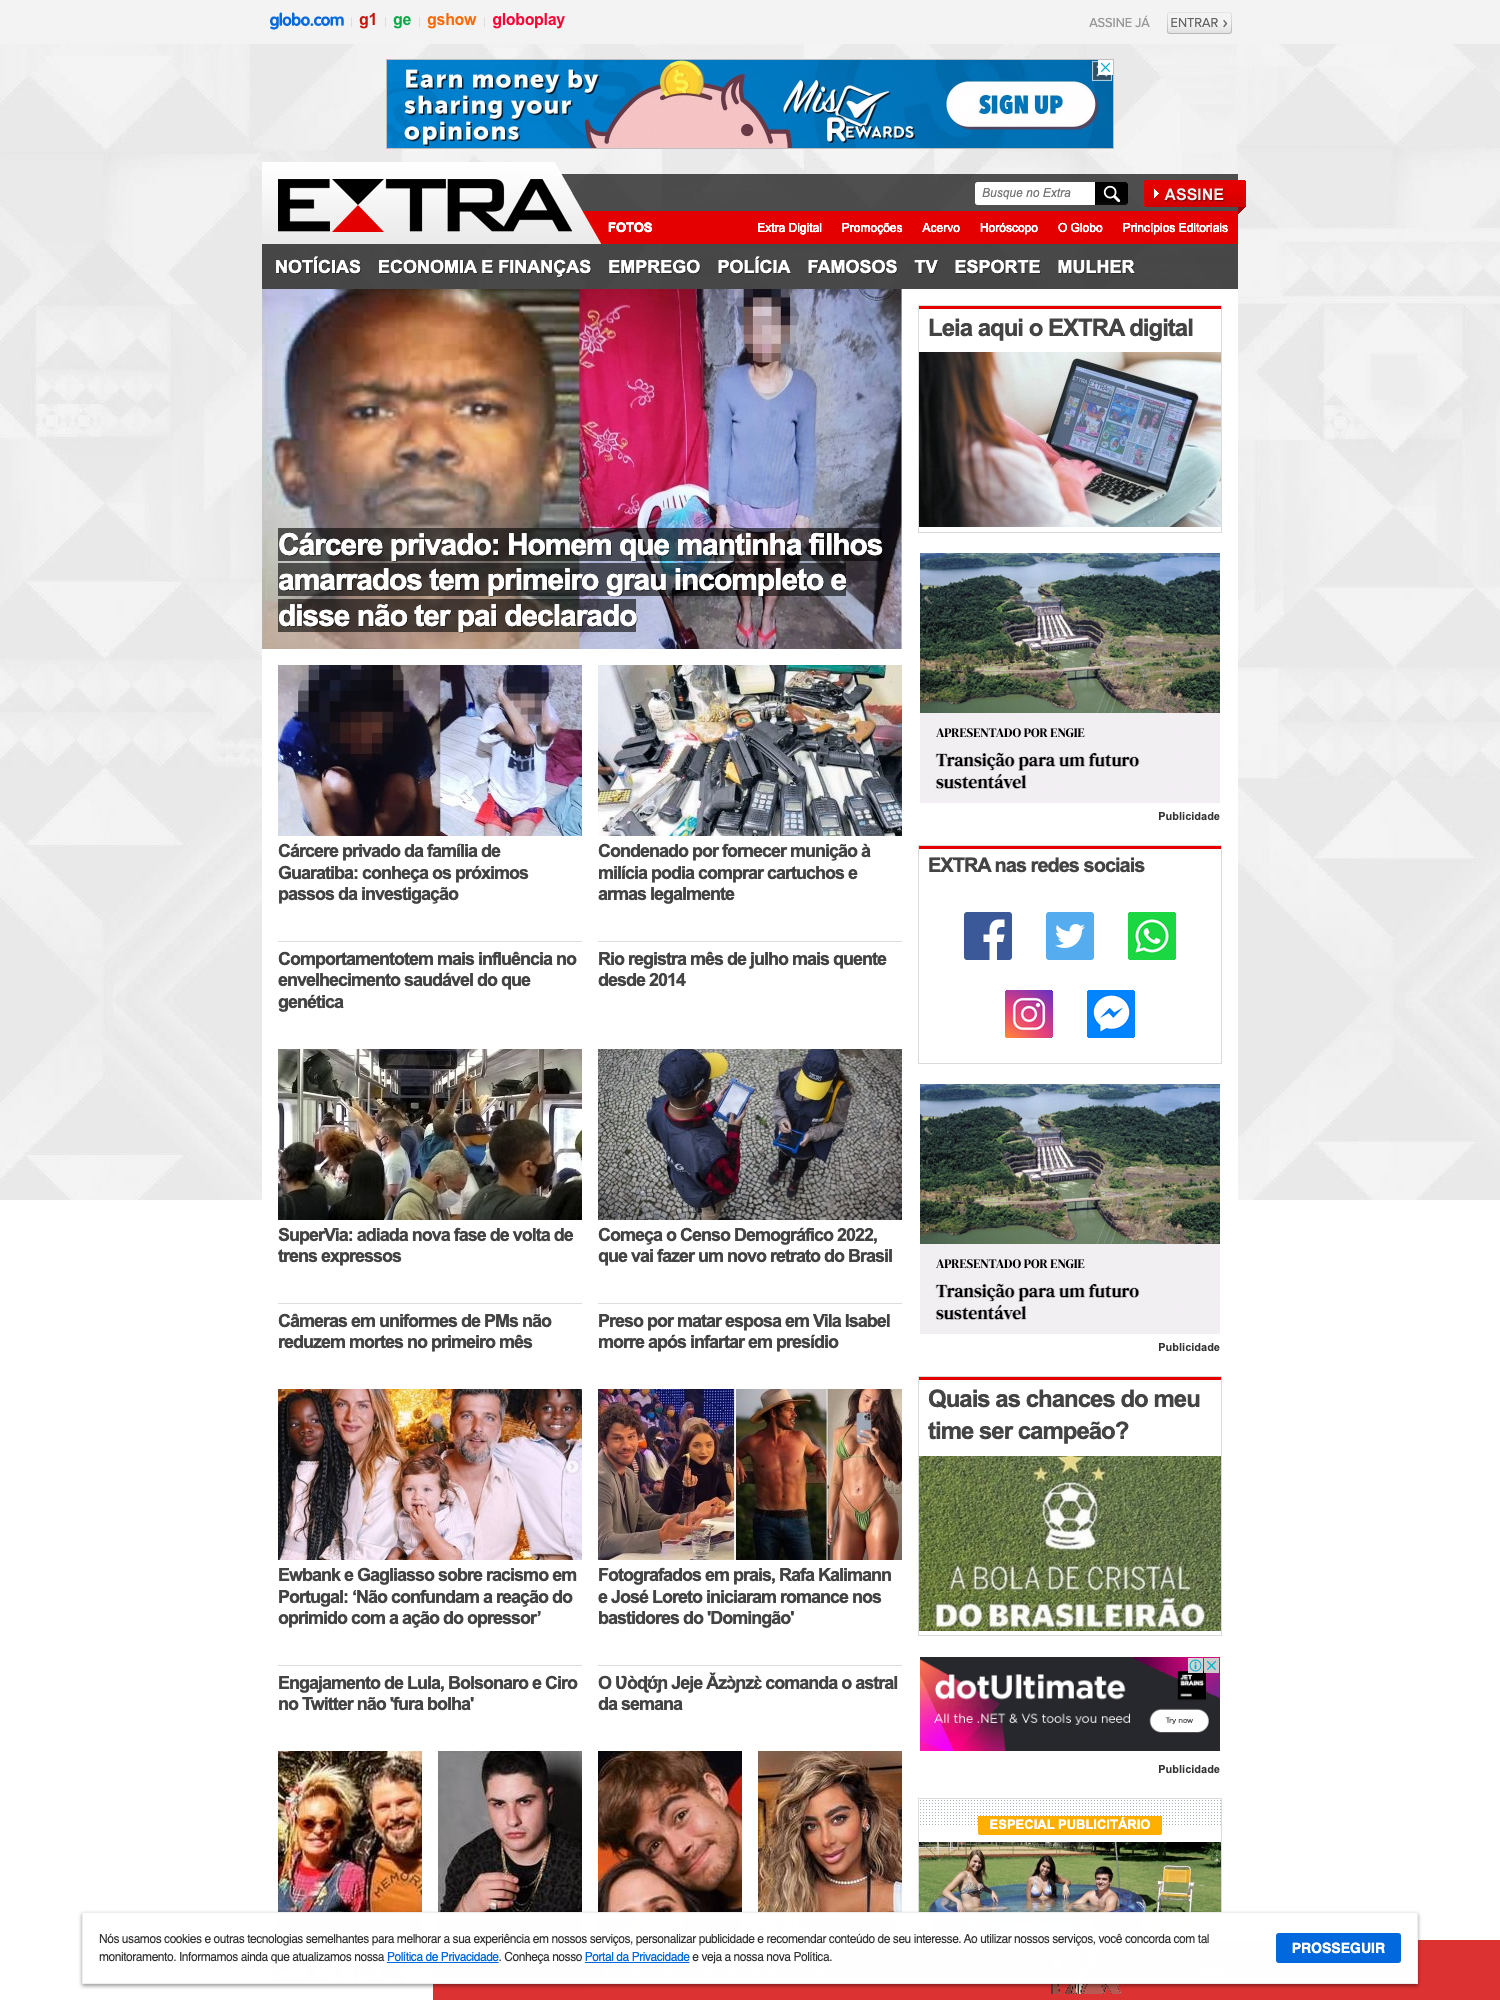 globo.com g1 ge gshow globoplay
ASSINE JÁ ENTRAR ›
Earn money by
sharing your
opinions
Mis
REWARDS
SIGN UP
EXTRA
Busque no Extra
ASSINE
FOTOS
Extra Digital Promoções Acervo Horóscopo O Globo Princípios Editoriais
NOTÍCIAS ECONOMIA E FINANÇAS EMPREGO POLÍCIA FAMOSOS TV ESPORTE MULHER
Cárcere privado: Homem que mantinha filhos
amarrados tem primeiro grau incompleto e
disse não ter pai declarado
Cárcere privado da família de
Guaratiba: conheça os próximos
passos da investigação
Condenado por fornecer munição à
milícia podia comprar cartuchos e
armas legalmente
Comportamentotem mais influência no
envelhecimento saudável do que
genética
Rio registra mês de julho mais quente
desde 2014
SuperVia: adiada nova fase de volta de
trens expressos
Começa o Censo Demográfico 2022,
que vai fazer um novo retrato do Brasil
Câmeras em uniformes de PMs não
reduzem mortes no primeiro mês
Preso por matar esposa em Vila Isabel
morre após infartar em presídio
Ewbank e Gagliasso sobre racismo em
Portugal: ‘Não confundam a reação do
oprimido com a ação do opressor’
Fotografados em prais, Rafa Kalimann
e José Loreto iniciaram romance nos
bastidores do 'Domingão'
Engajamento de Lula, Bolsonaro e Ciro
no Twitter não 'fura bolha'
O Ʋòɖứɲ Jeje Ăzɔ̀ɲzὲ comanda o astral
da semana
MEMOR
Leia aqui o EXTRA digital
APRESENTADO POR ENGIE
Transição para um futuro
sustentável
Publicidade
EXTRA nas redes sociais
APRESENTADO POR ENGIE
Transição para um futuro
sustentável
Publicidade
Quais as chances do meu
time ser campeão?
A BOLA DE CRISTAL
DO BRASILEIRÃO
dotUltimate
All the .NET & VS tools you need
JET
BRAINS
Try now
Publicidade
ESPECIAL PUBLICITÁRIO
Nós usamos cookies e outras tecnologias semelhantes para melhorar a sua experiência em nossos serviços, personalizar publicidade e recomendar conteúdo de seu interesse. Ao utilizar nossos serviços, você concorda com tal
monitoramento. Informamos ainda que atualizamos nossa Política de Privacidade. Conheça nosso Portal da Privacidade e veja a nossa nova Política.
PROSSEGUIR